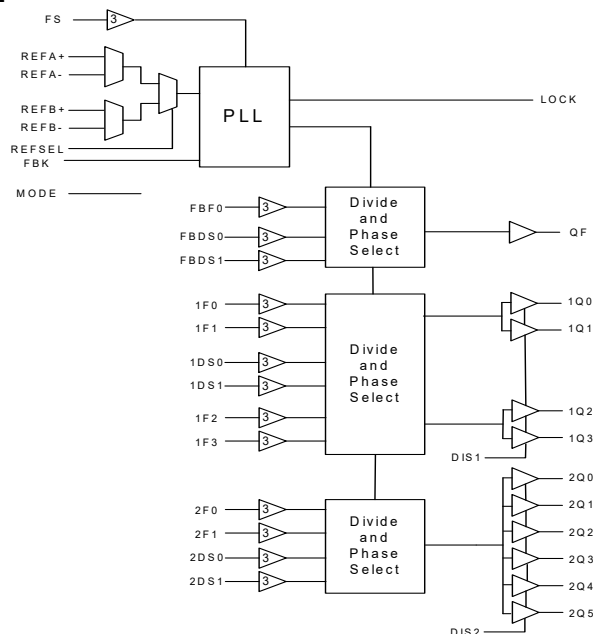 FS 3
REFA+
REFA-
REFB+
REFB-
REFSEL
FBK
PLL
LOCK
MODE
FBF0 3
FBDS0 3
FBDS1 3
Divide
and
Phase
Select
QF
1F0 3
1F1 3
1DS0 3
1DS1 3
1F2 3
1F3 3
Divide
and
Phase
Select
1Q0
1Q1
1Q2
1Q3
DIS1
2F0 3
2F1 3
2DS0 3
2DS1 3
Divide
and
Phase
Select
2Q0
2Q1
2Q2
2Q3
2Q4
2Q5
DIS2